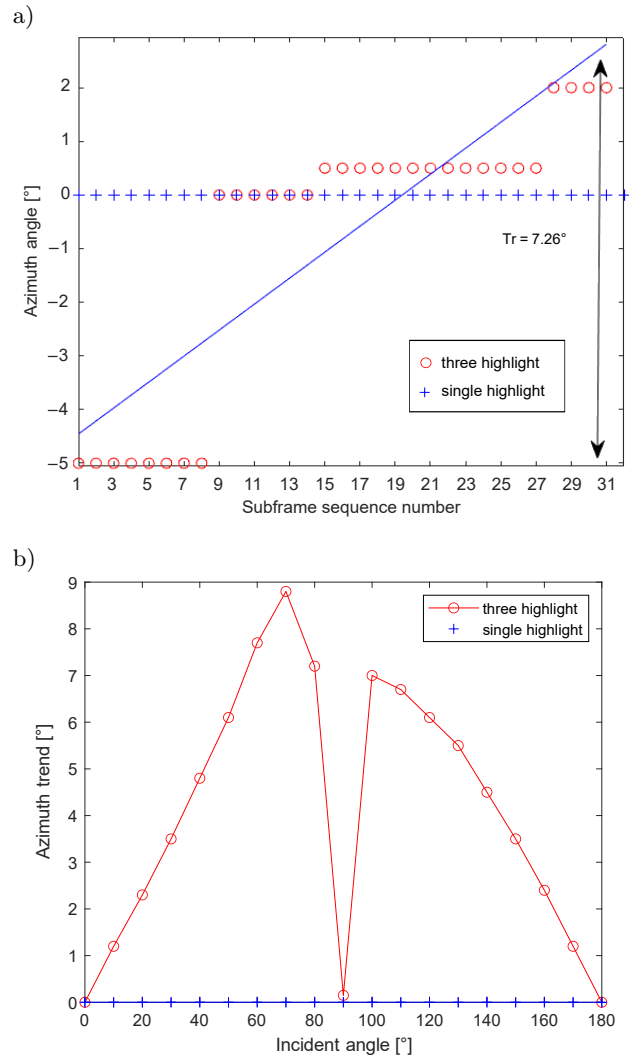 a)
2
1
0
−1
−2
−3
−4
−5
Azimuth angle [°]
Tr = 7.26°
three highlight
single highlight
1 3 5 7 9 11 13 15 17 19 21 23 25 27 29 31
Subframe sequence number
b)
9
8
7
6
5
4
3
2
1
0
Azimuth trend [°]
three highlight
single highlight
0 20 40 60 80 100 120 140 160 180
Incident angle [°]